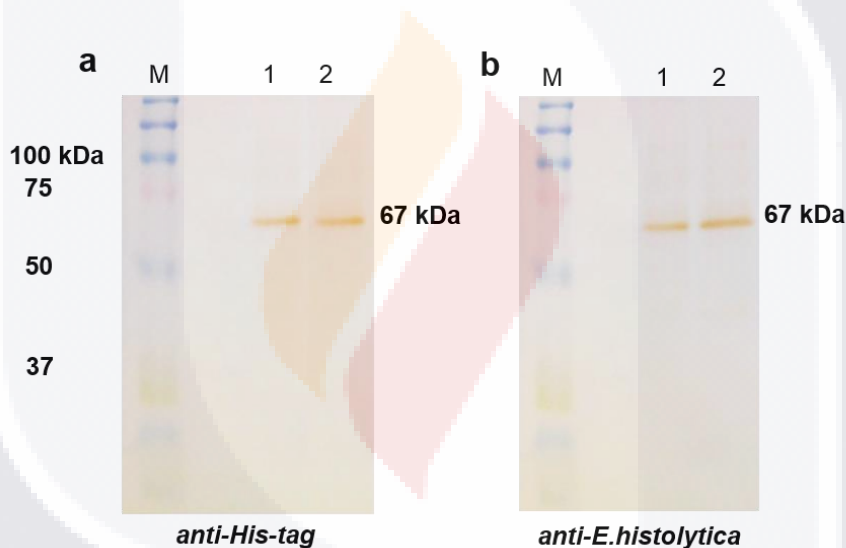 a
M 1 2
b
M 1 2
100 kDa
75
50
37
67 kDa
67 kDa
anti-His-tag
anti-E.histolytica